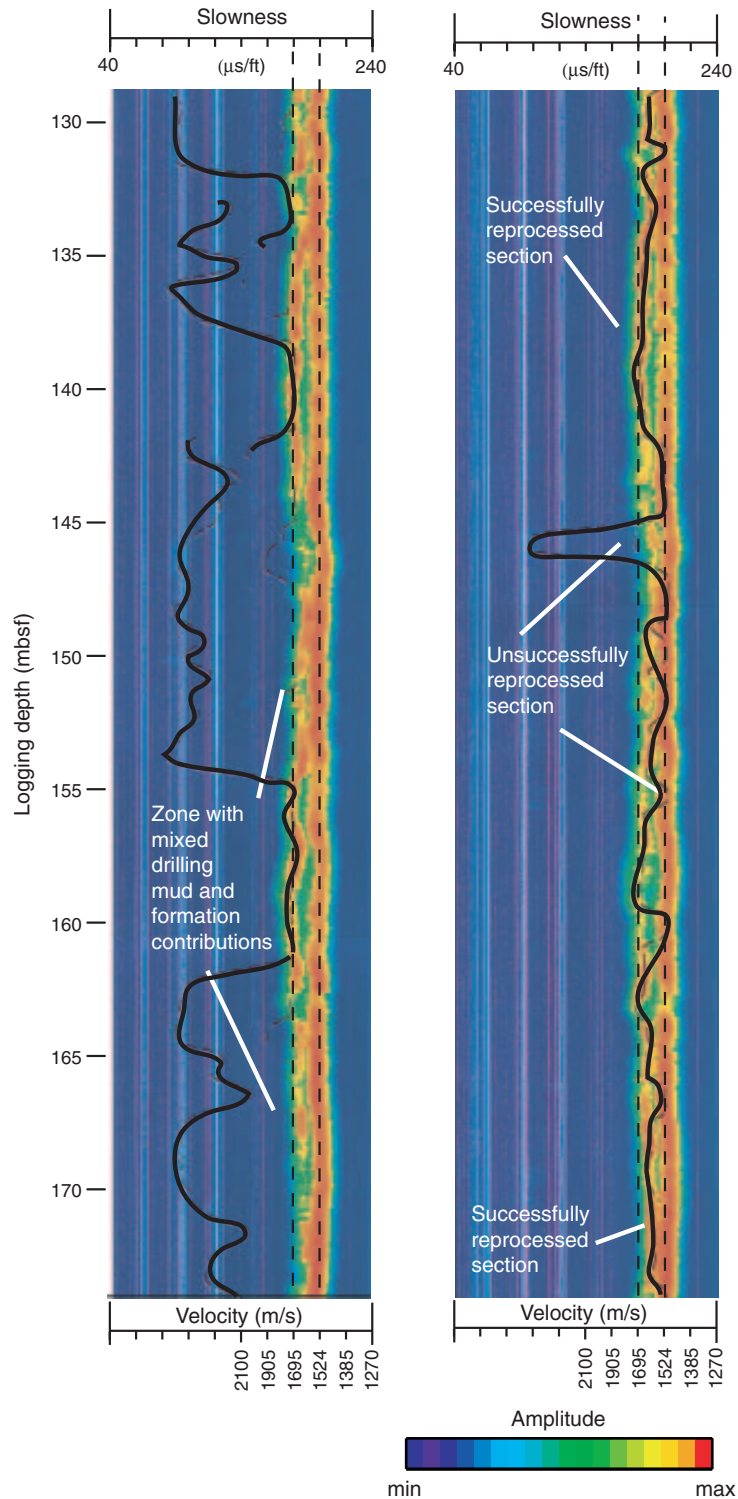 Slowness
Slowness
40
(μs/ft)
240
40
(μs/ft)
240
130
135
140
145
150
155
160
165
170
Logging depth (mbsf)
Zone with
mixed
drilling
mud and
formation
contributions
Successfully
reprocessed
section
Unsuccessfully
reprocessed
section
Successfully
reprocessed
section
Velocity (m/s)
2100
1905
1695
1524
1385
1270
Velocity (m/s)
2100
1905
1695
1524
1385
1270
Amplitude
min
max